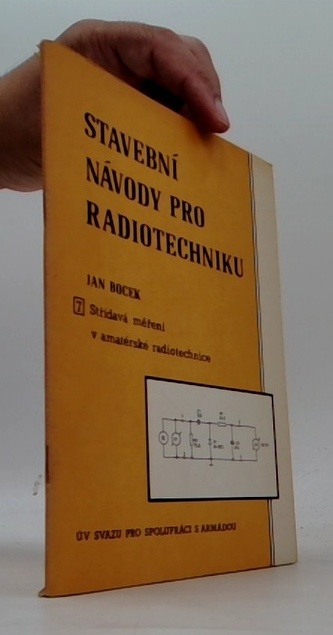 STAVEBNÍ
NÁVODY PRO
RADIOTECHNIKU
JAN BOCEK
7 Střídavá měření
v amatérské radiotechnice
ÚV SVAZU PRO SPOLUPRÁCI S ARMÁDOU